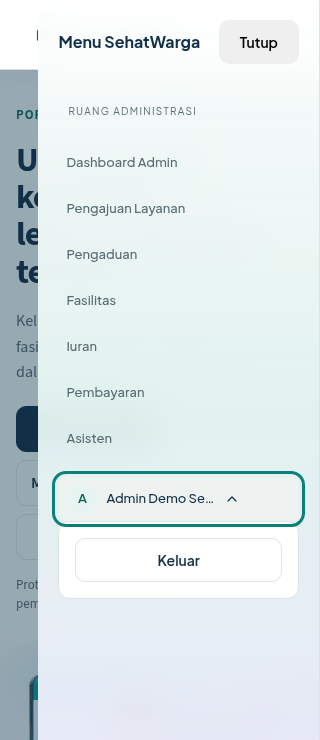 Menu SehatWarga
Tutup
RUANG ADMINISTRASI
Dashboard Admin
Pengajuan Layanan
Pengaduan
Fasilitas
Iuran
Pembayaran
Asisten
A Admin Demo Se...
Keluar